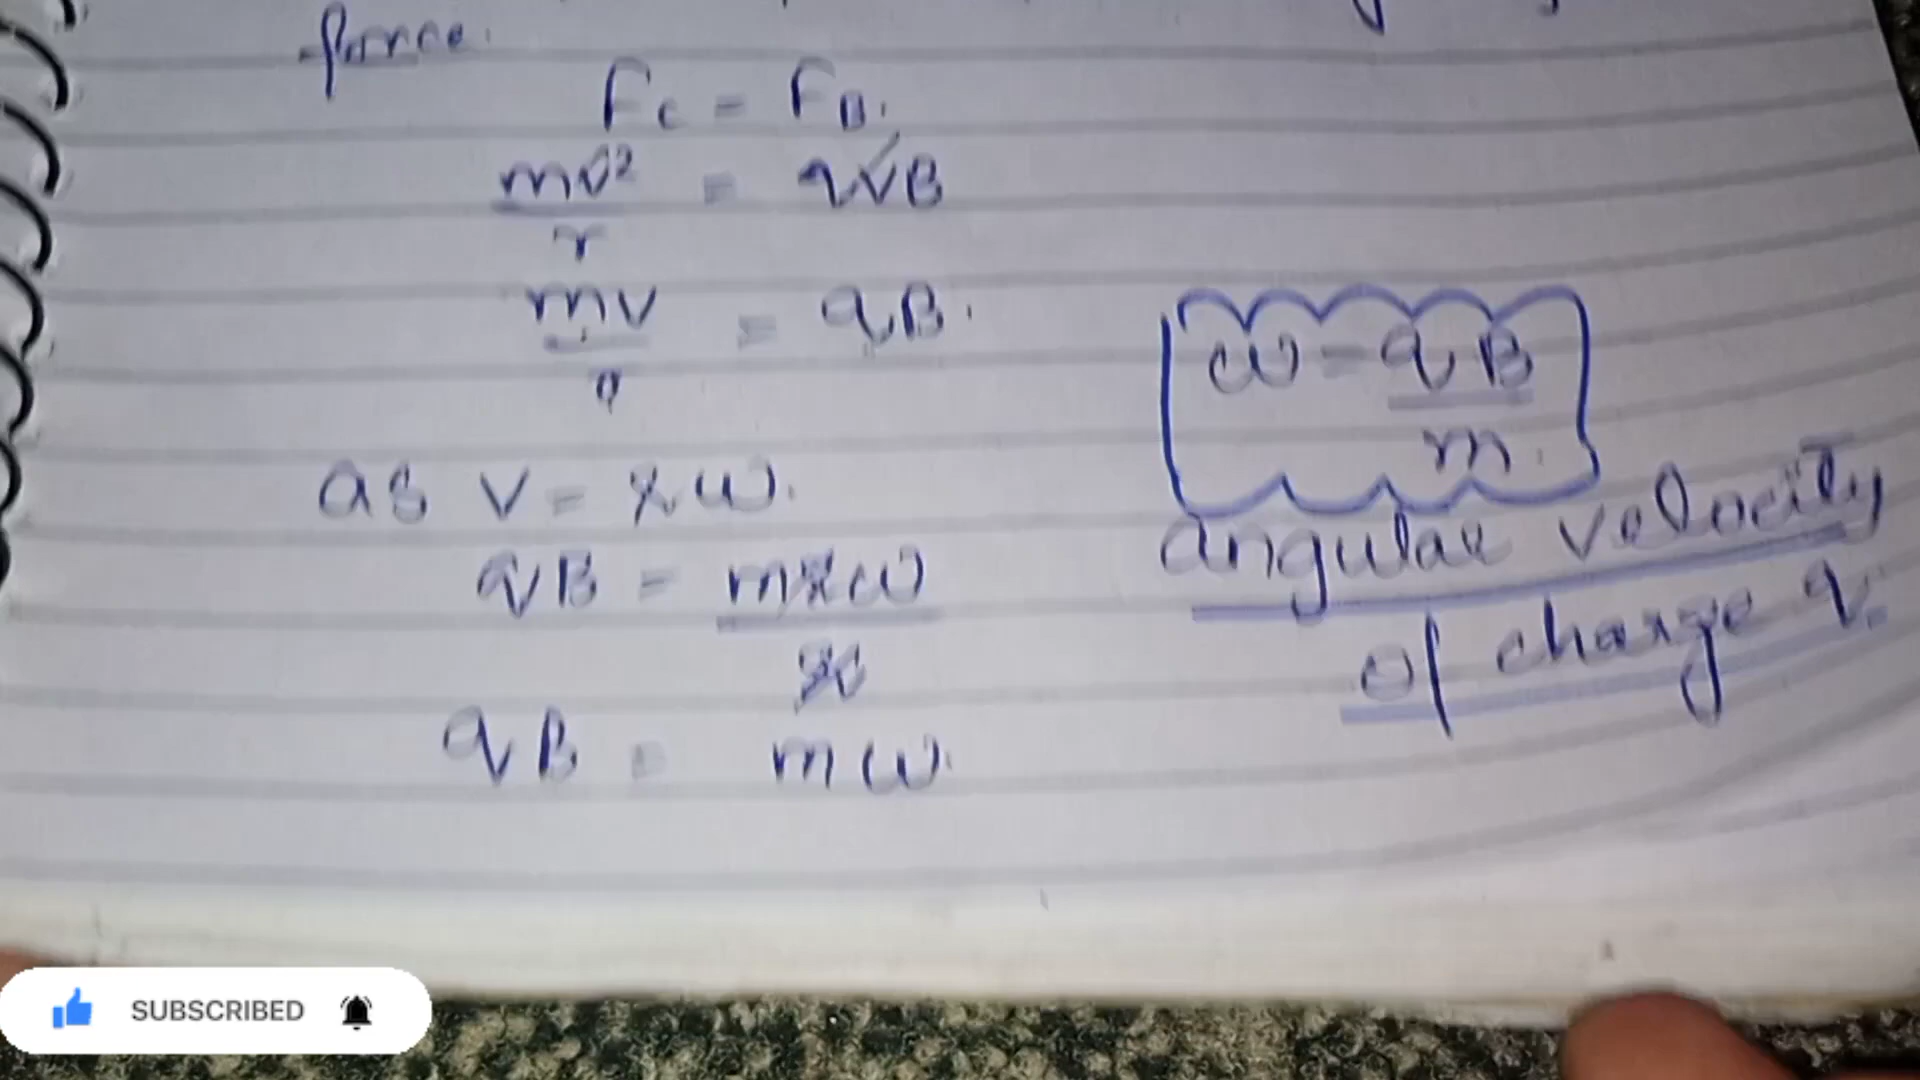 force.
Fc = FB.
mv² / r = qvB
mv / r = qB.
as v = rω.
qB = mrω / r
qB = mω.
ω = qB / m.
angular velocity
of charge q.
SUBSCRIBED